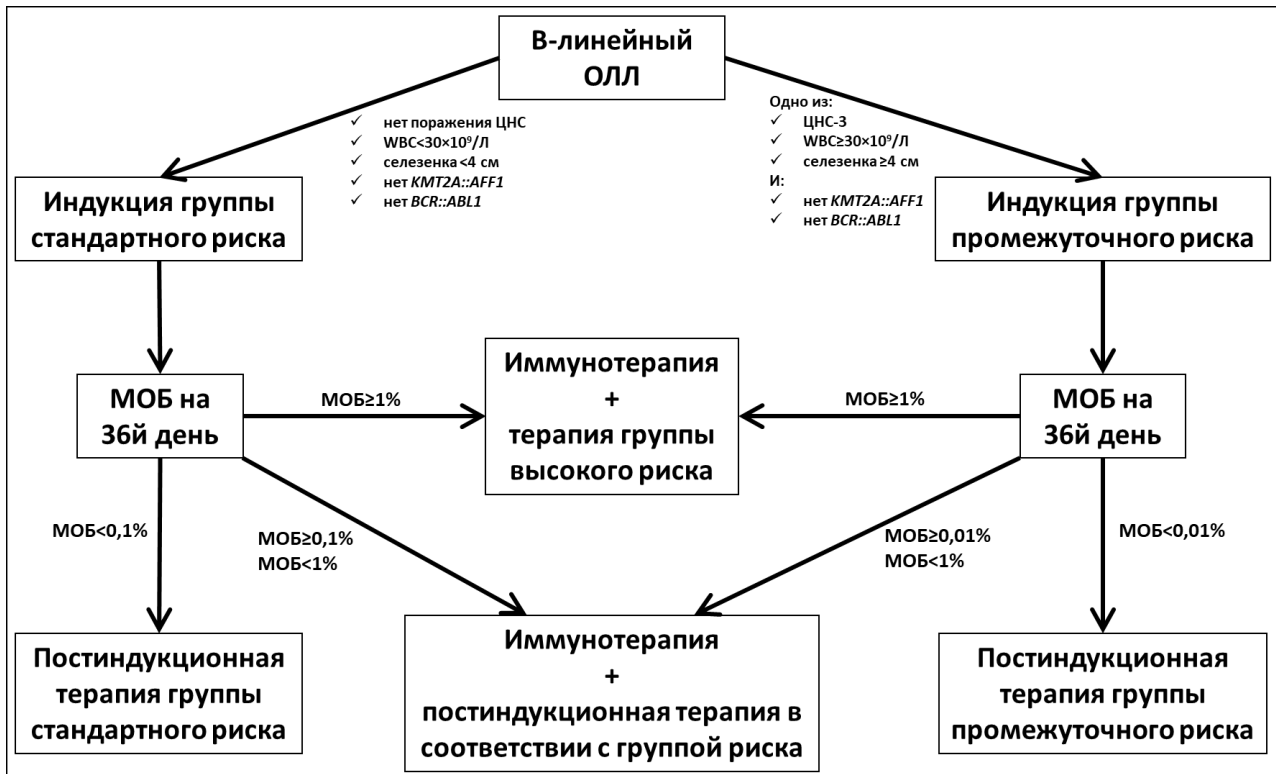 В-линейный
ОЛЛ
✓ нет поражения ЦНС
✓ WBC<30×10⁹/Л
✓ селезенка <4 см
✓ нет KMT2A::AFF1
✓ нет BCR::ABL1
Одно из:
✓ ЦНС-3
✓ WBC≥30×10⁹/Л
✓ селезенка ≥4 см
И:
✓ нет KMT2A::AFF1
✓ нет BCR::ABL1
Индукция группы
стандартного риска
Индукция группы
промежуточного риска
МОБ на
36й день
МОБ≥1%
Иммунотерапия
+
терапия группы
высокого риска
МОБ≥1%
МОБ на
36й день
МОБ<0,1%
МОБ≥0,1%
МОБ<1%
МОБ≥0,01%
МОБ<1%
МОБ<0,01%
Постиндукционная
терапия группы
стандартного риска
Иммунотерапия
+
постиндукционная терапия в
соответствии с группой риска
Постиндукционная
терапия группы
промежуточного риска